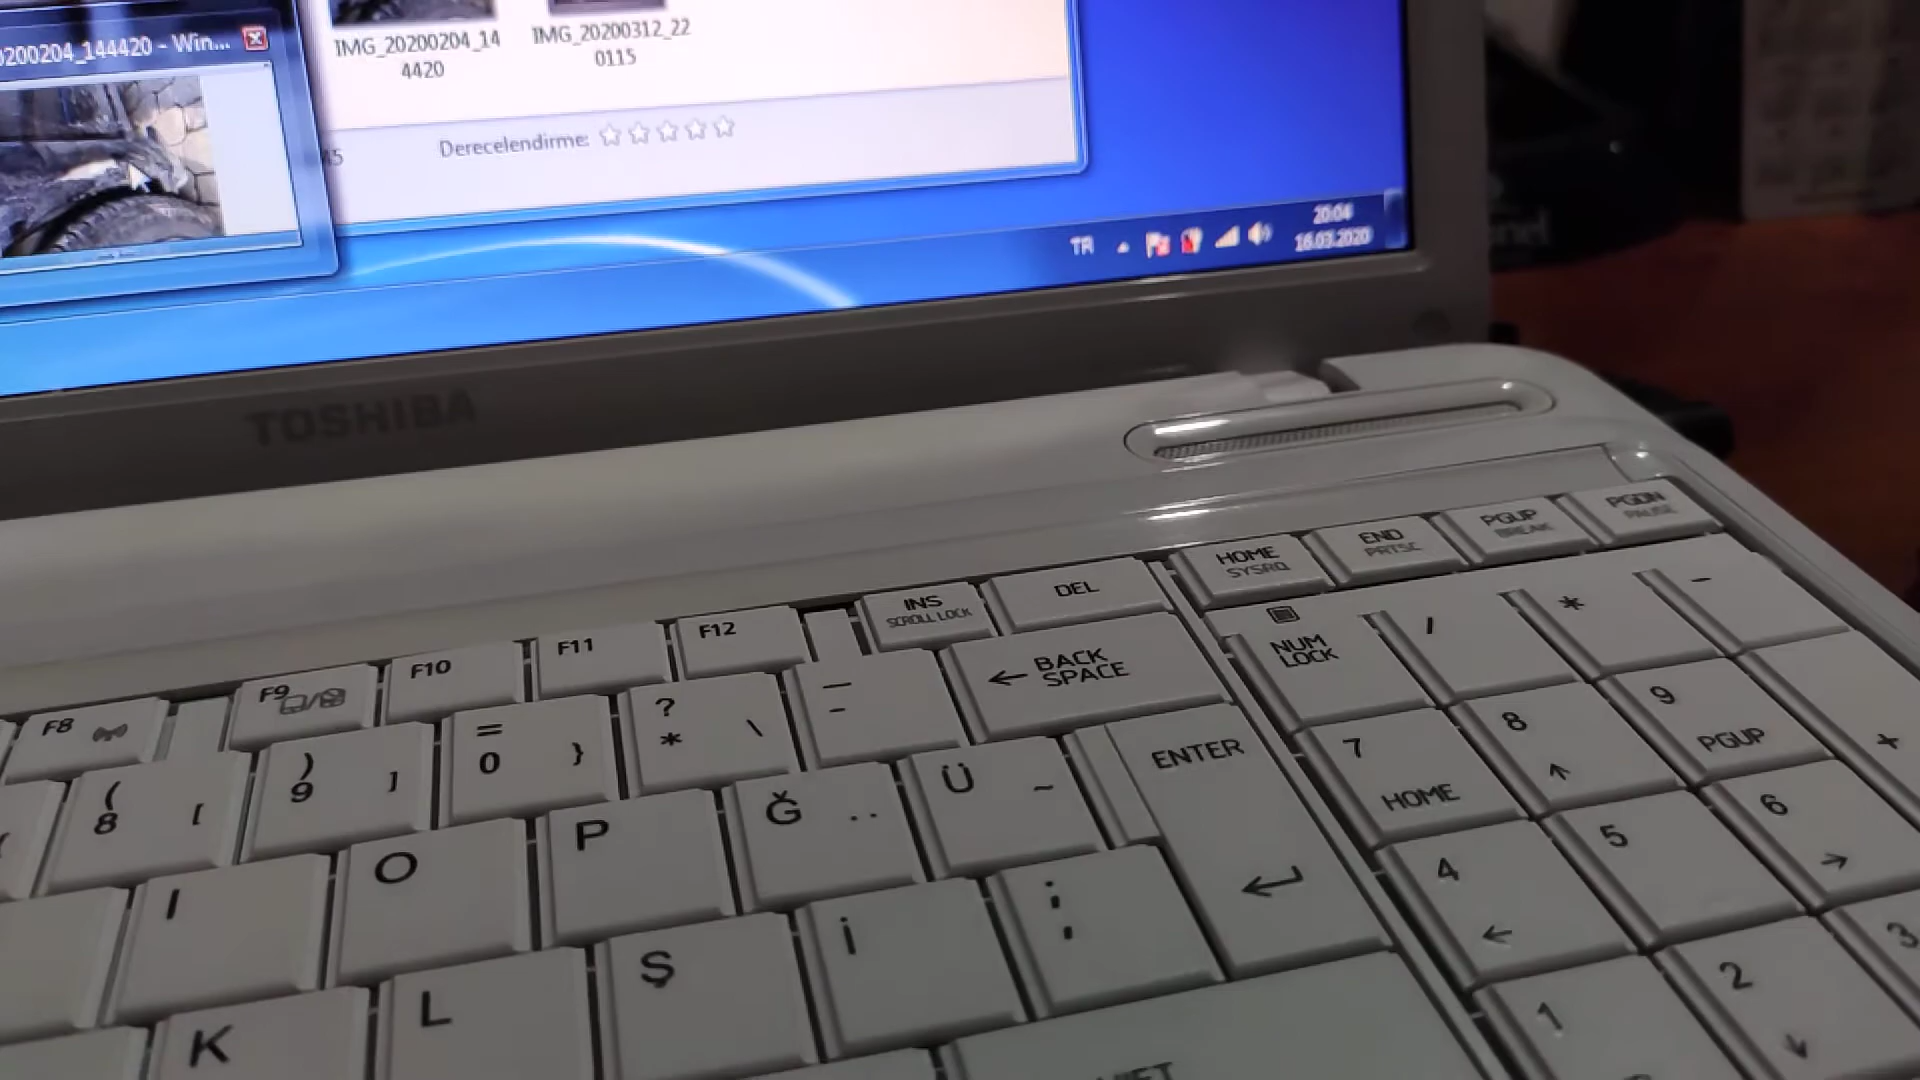 0200204_144420 - Win...
IMG_20200204_14
4420
IMG_20200312_22
0115
Derecelendirme:
TR
20:04
16.03.2020
TOSHIBA
HOME
SYSRQ
END
PRTSC
PGUP
BREAK
PGDN
PAUSE
INS
SCROLL LOCK
DEL
F8
F9
F10
F11
F12
NUM
LOCK
/
*
-
( 8 [
) 9 ]
= 0 }
? * \
_ -
← BACK
SPACE
7 HOME
8 ↑
9 PGUP
+
I
O
P
Ğ ¨
Ü ~
ENTER
↵
4 ←
5
6 →
K
L
Ş
İ
; ,
1
2 ↓
3